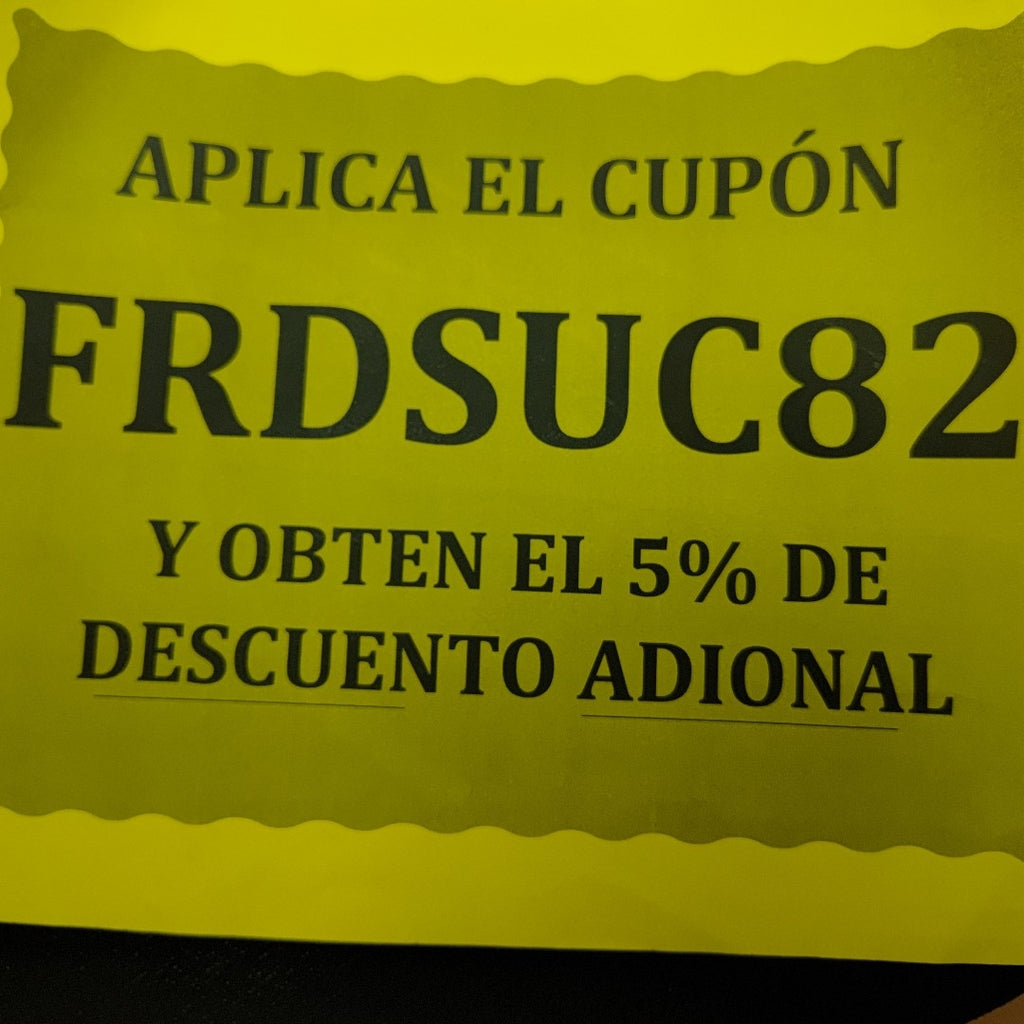 APLICA EL CUPÓN
FRDSUC82
Y OBTEN EL 5% DE
DESCUENTO ADIONAL